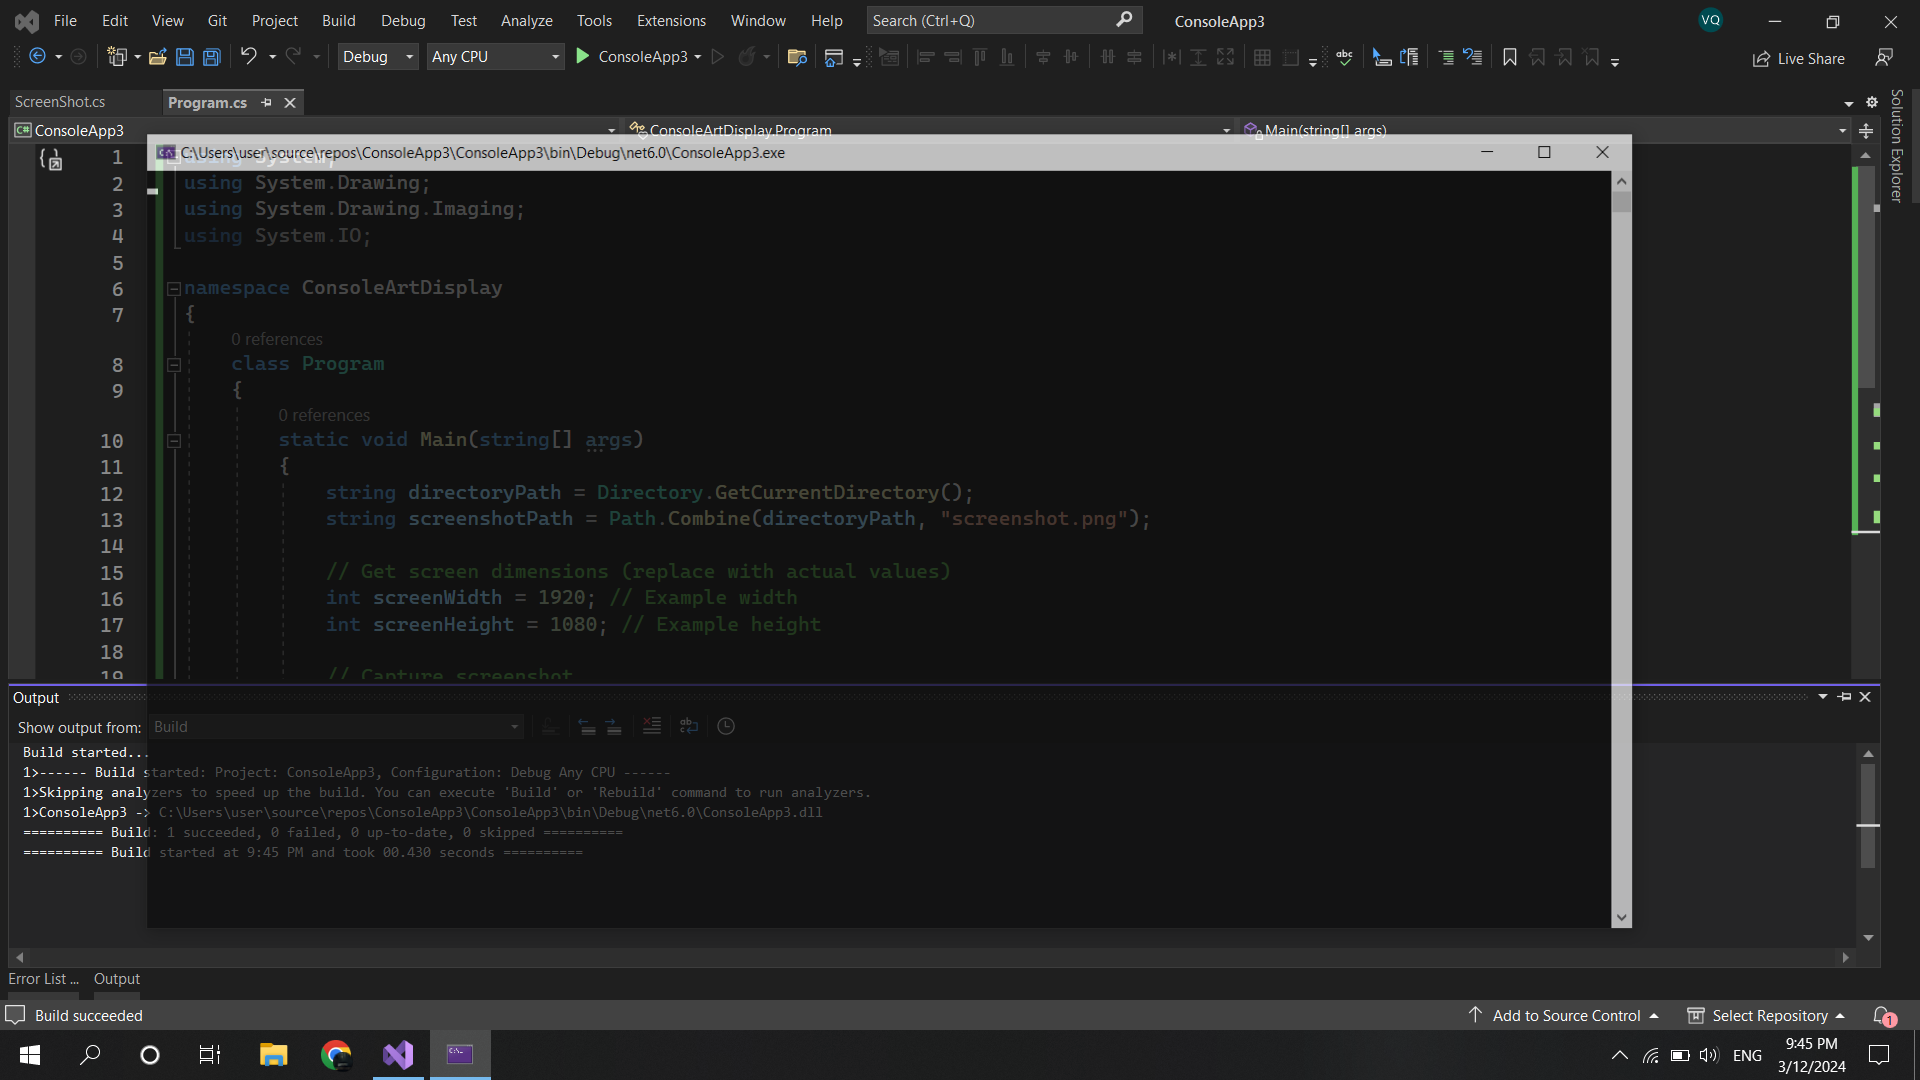 File Edit View Git Project Build Debug Test Analyze Tools Extensions Window Help Search (Ctrl+Q) ConsoleApp3 VQ
Debug Any CPU ConsoleApp3 Live Share
ScreenShot.cs Program.cs
ConsoleApp3 ConsoleArtDisplay.Program Main(string[] args)
Solution Explorer
C:\Users\user\source\repos\ConsoleApp3\ConsoleApp3\bin\Debug\net6.0\ConsoleApp3.exe
1 using System;
2 using System.Drawing;
3 using System.Drawing.Imaging;
4 using System.IO;
5
6 namespace ConsoleArtDisplay
7 {
0 references
8 class Program
9 {
0 references
10 static void Main(string[] args)
11 {
12 string directoryPath = Directory.GetCurrentDirectory();
13 string screenshotPath = Path.Combine(directoryPath, "screenshot.png");
14
15 // Get screen dimensions (replace with actual values)
16 int screenWidth = 1920; // Example width
17 int screenHeight = 1080; // Example height
18
19 // Capture screenshot
Output
Show output from: Build
Build started...
1>------ Build started: Project: ConsoleApp3, Configuration: Debug Any CPU ------
1>Skipping analyzers to speed up the build. You can execute 'Build' or 'Rebuild' command to run analyzers.
1>ConsoleApp3 -> C:\Users\user\source\repos\ConsoleApp3\ConsoleApp3\bin\Debug\net6.0\ConsoleApp3.dll
========== Build: 1 succeeded, 0 failed, 0 up-to-date, 0 skipped ==========
========== Build started at 9:45 PM and took 00.430 seconds ==========
Error List ... Output
Build succeeded Add to Source Control Select Repository 1
ENG 9:45 PM
3/12/2024